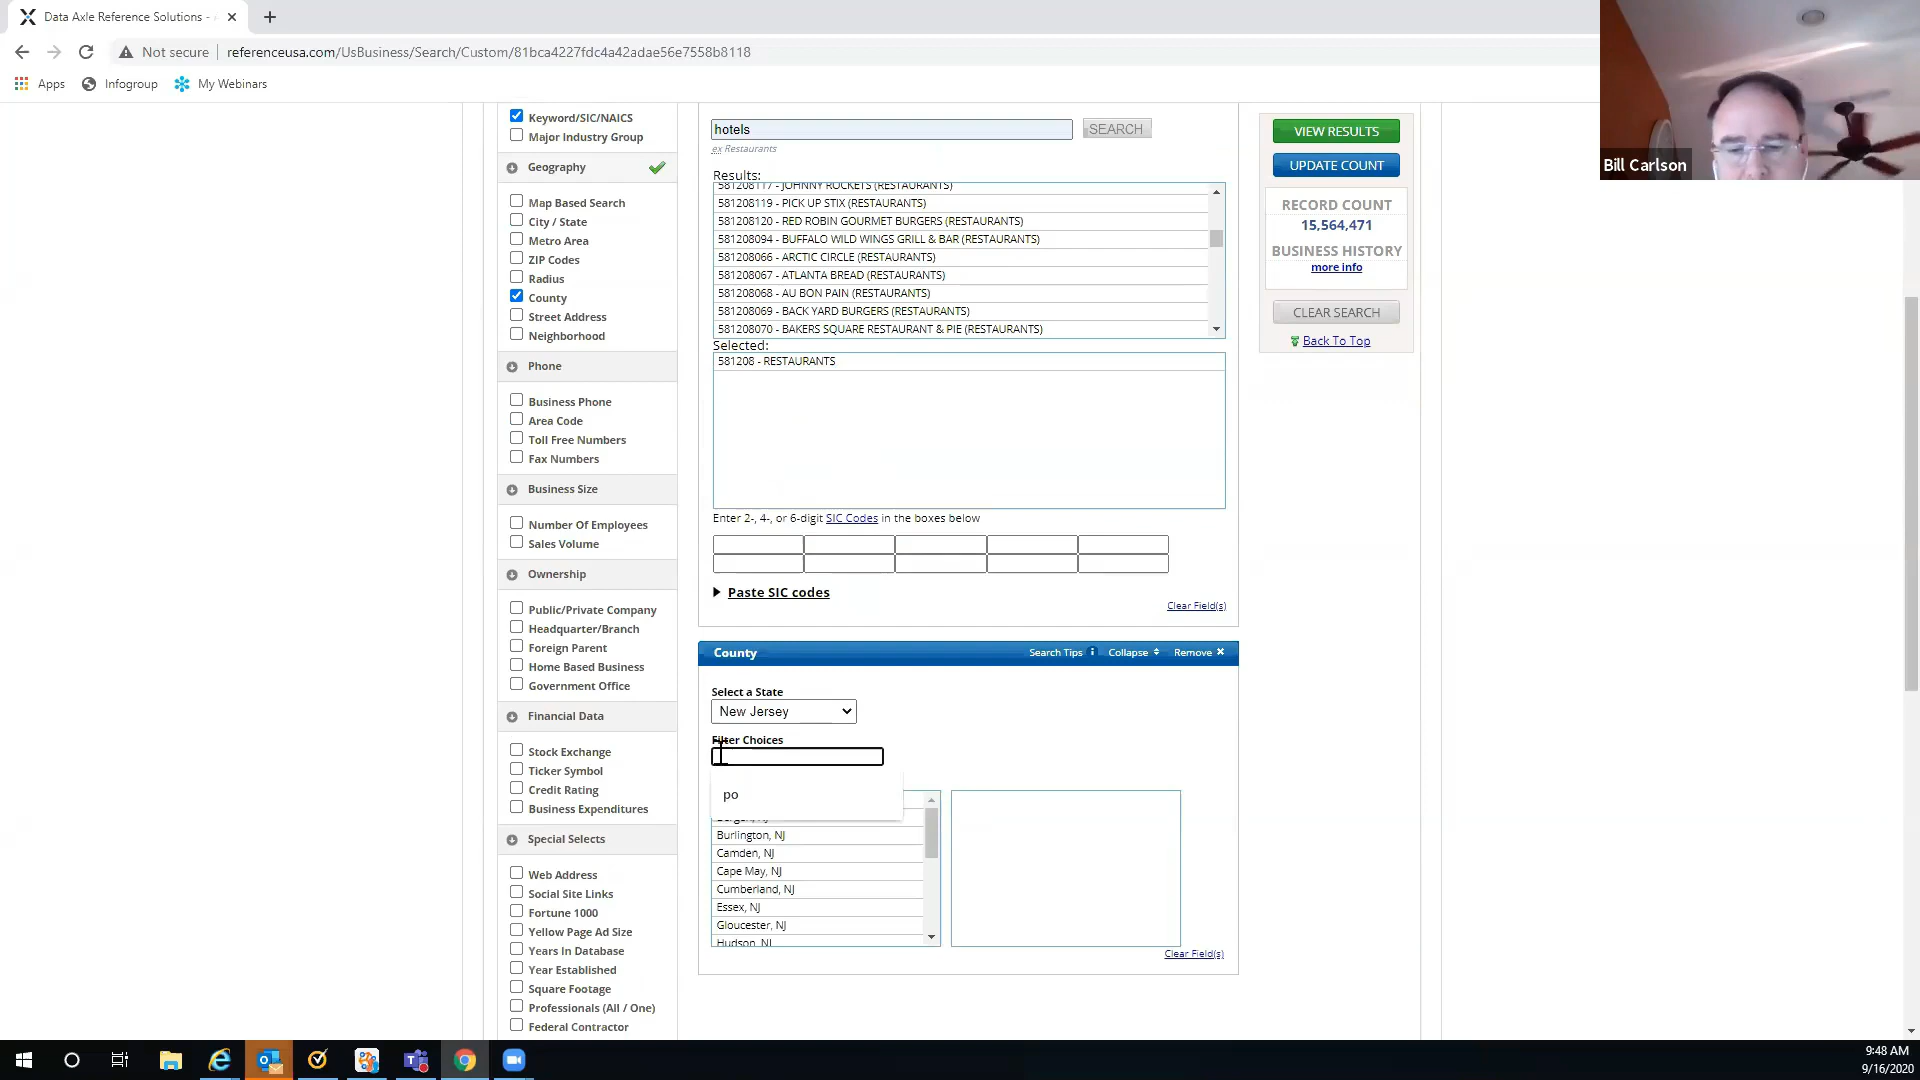 Data Axle Reference Solutions -
Not secure
referenceusa.com/UsBusiness/Search/Custom/81bca4227fdc4a42adae56e7558b8118
Apps
Infogroup
My Webinars
Bill Carlson
Keyword/SIC/NAICS
Major Industry Group
Geography
Map Based Search
City / State
Metro Area
ZIP Codes
Radius
County
Street Address
Neighborhood
Phone
Business Phone
Area Code
Toll Free Numbers
Fax Numbers
Business Size
Number Of Employees
Sales Volume
Ownership
Public/Private Company
Headquarter/Branch
Foreign Parent
Home Based Business
Government Office
Financial Data
Stock Exchange
Ticker Symbol
Credit Rating
Business Expenditures
Special Selects
Web Address
Social Site Links
Fortune 1000
Yellow Page Ad Size
Years In Database
Year Established
Square Footage
Professionals (All / One)
Federal Contractor
hotels
SEARCH
ex Restaurants
Results:
581208117 - JOHNNY ROCKETS (RESTAURANTS)
581208119 - PICK UP STIX (RESTAURANTS)
581208120 - RED ROBIN GOURMET BURGERS (RESTAURANTS)
581208094 - BUFFALO WILD WINGS GRILL & BAR (RESTAURANTS)
581208066 - ARCTIC CIRCLE (RESTAURANTS)
581208067 - ATLANTA BREAD (RESTAURANTS)
581208068 - AU BON PAIN (RESTAURANTS)
581208069 - BACK YARD BURGERS (RESTAURANTS)
581208070 - BAKERS SQUARE RESTAURANT & PIE (RESTAURANTS)
Selected:
581208 - RESTAURANTS
Enter 2-, 4-, or 6-digit SIC Codes in the boxes below
Paste SIC codes
Clear Field(s)
County
Search Tips
Collapse
Remove
Select a State
New Jersey
Filter Choices
po
Burlington, NJ
Camden, NJ
Cape May, NJ
Cumberland, NJ
Essex, NJ
Gloucester, NJ
Hudson, NJ
Clear Field(s)
VIEW RESULTS
UPDATE COUNT
RECORD COUNT
15,564,471
BUSINESS HISTORY
more info
CLEAR SEARCH
Back To Top
9:48 AM
9/16/2020